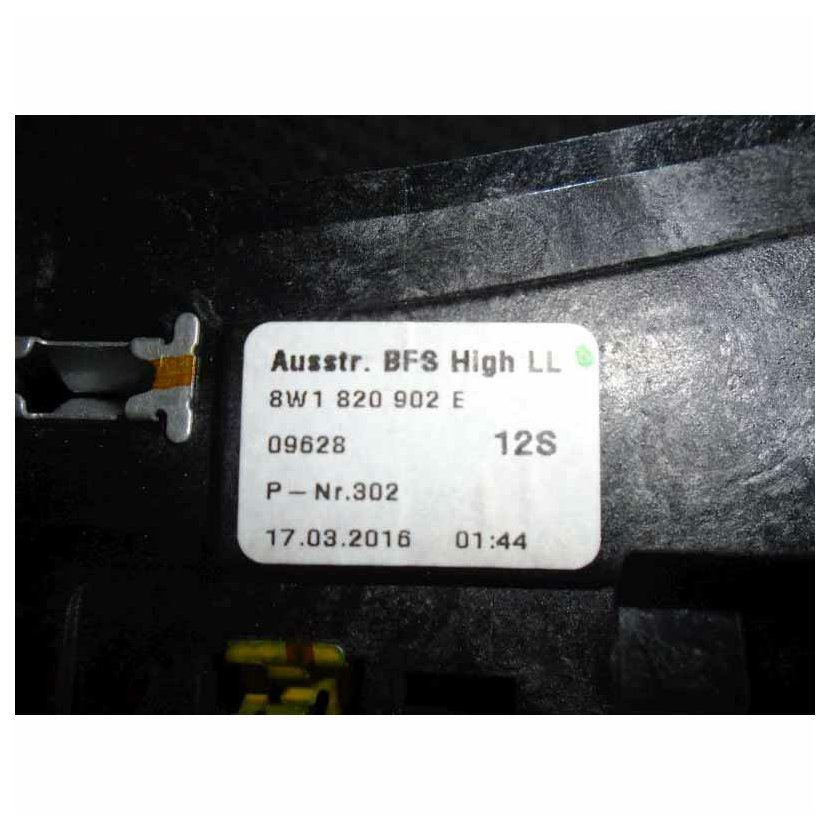 Ausstr. BFS High LL
8W1 820 902 E
09628 12S
P-Nr.302
17.03.2016 01:44